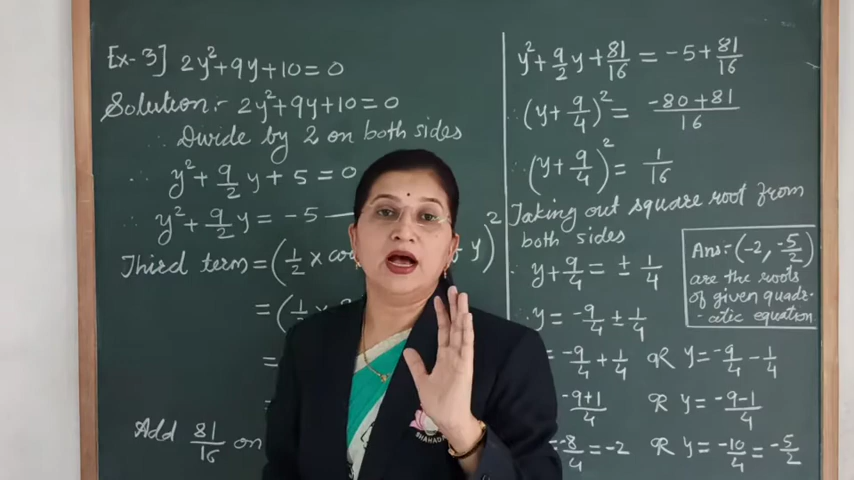 [Ex-3] 2y²+9y+10=0
Solution:- 2y²+9y+10=0
∴ Divide by 2 on both sides
∴ y² + 9/2 y + 5 = 0
∴ y² + 9/2 y = -5 —
Third term = (1/2 × y)²
= (1/2 ×
=
Add 81/16 on
y² + 9/2 y + 81/16 = -5 + 81/16
∴ (y + 9/4)² = -80+81/16
∴ (y + 9/4)² = 1/16
Taking out square root from
both sides
∴ y + 9/4 = ± 1/4
∴ y = -9/4 ± 1/4
= -9/4 + 1/4 OR y = -9/4 - 1/4
-9+1/4 OR y = -9-1/4
-8/4 = -2 OR y = -10/4 = -5/2
Ans:- (-2, -5/2)
are the roots
of given quadr-
-atic equation
SHAHADA